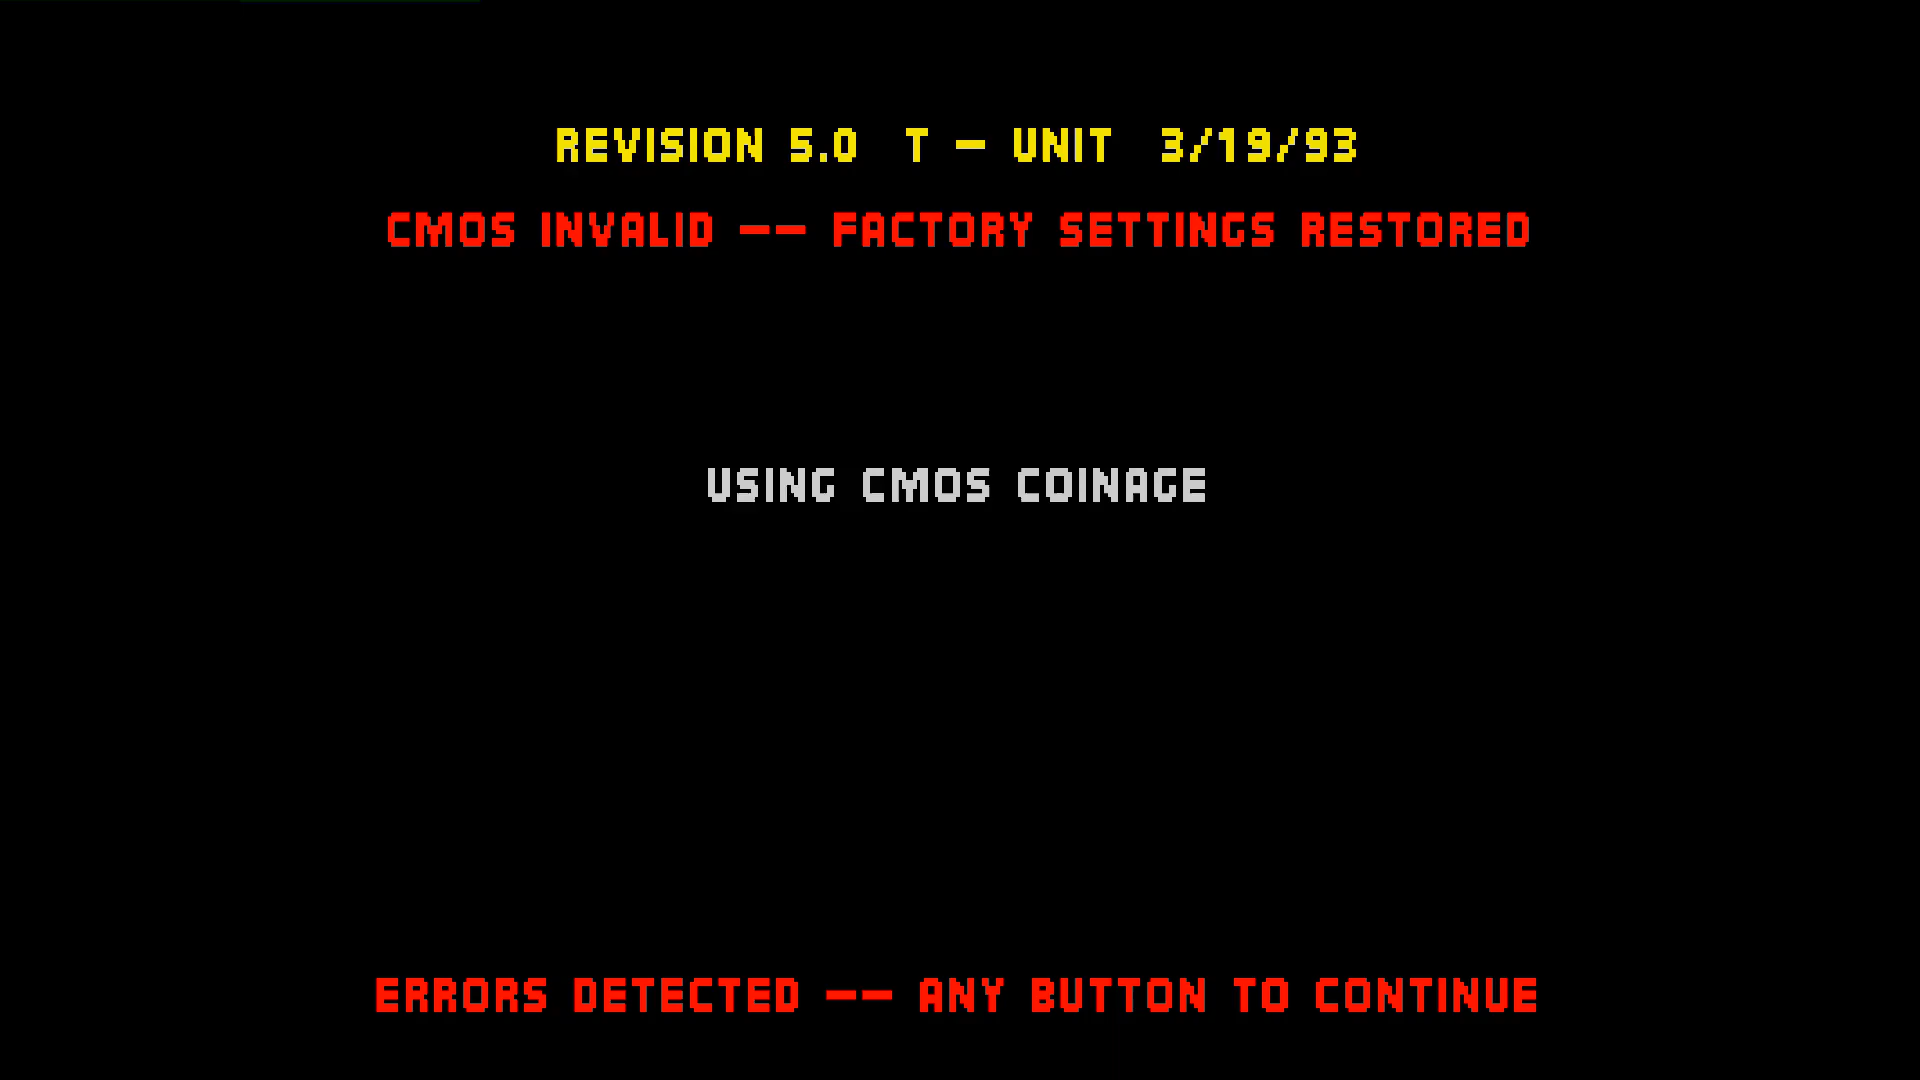 REVISION 5.0 T - UNIT 3/19/93
CMOS INVALID -- FACTORY SETTINGS RESTORED
USING CMOS COINAGE
ERRORS DETECTED -- ANY BUTTON TO CONTINUE